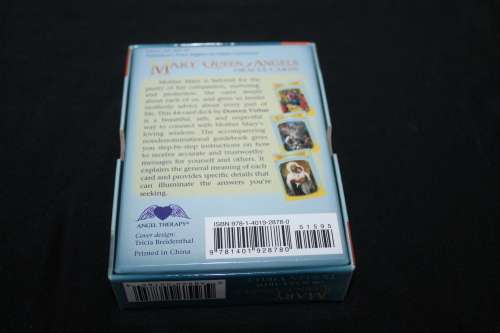 MARY, QUEEN of ANGELS
ORACLE CARDS
Mother Mary is beloved for the
purity of her compassion, nurturing,
and protection. She cares deeply
about each of us, and gives us tender
motherly advice about every part of
life. This 44-card deck by Doreen Virtue
is a beautiful, safe, and respectful
way to connect with Mother Mary's
loving wisdom. The accompanying
nondenominational guidebook gives
you step-by-step instructions on how
to receive accurate and trustworthy
messages for yourself and others. It
explains the general meaning of each
card and provides specific details that
can illuminate the answers you're
seeking.
ANGEL THERAPY®
Cover design:
Tricia Breidenthal
Printed in China
ISBN 978-1-4019-2878-0
51595
9 781401 928780
MARY